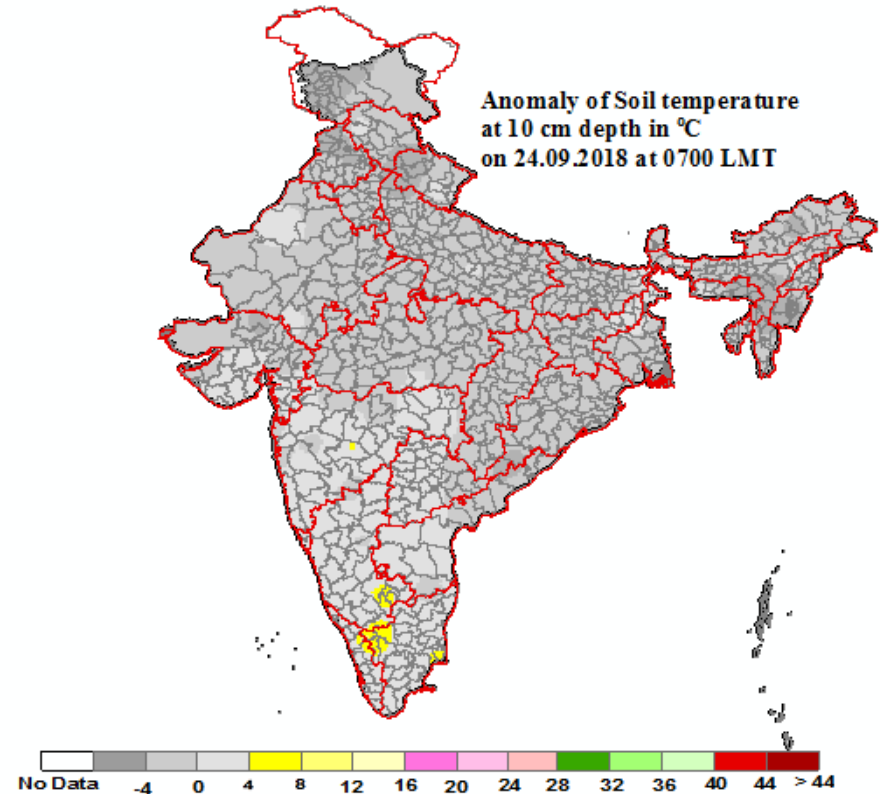 Anomaly of Soil temperature
at 10 cm depth in °C
on 24.09.2018 at 0700 LMT
No Data -4 0 4 8 12 16 20 24 28 32 36 40 44 > 44